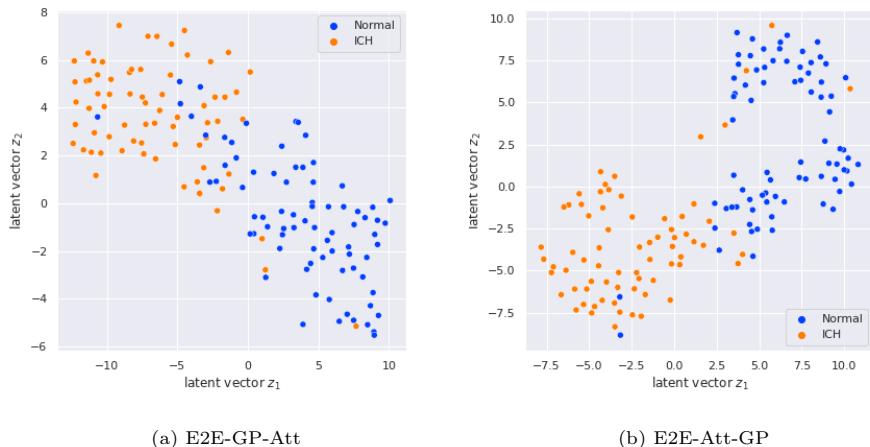 8
6
4
2
0
−2
−4
−6
latent vector z2
−10
−5
0
5
10
latent vector z1
Normal
ICH
(a) E2E-GP-Att
10.0
7.5
5.0
2.5
0.0
−2.5
−5.0
−7.5
latent vector z2
−7.5
−5.0
−2.5
0.0
2.5
5.0
7.5
10.0
latent vector z1
Normal
ICH
(b) E2E-Att-GP